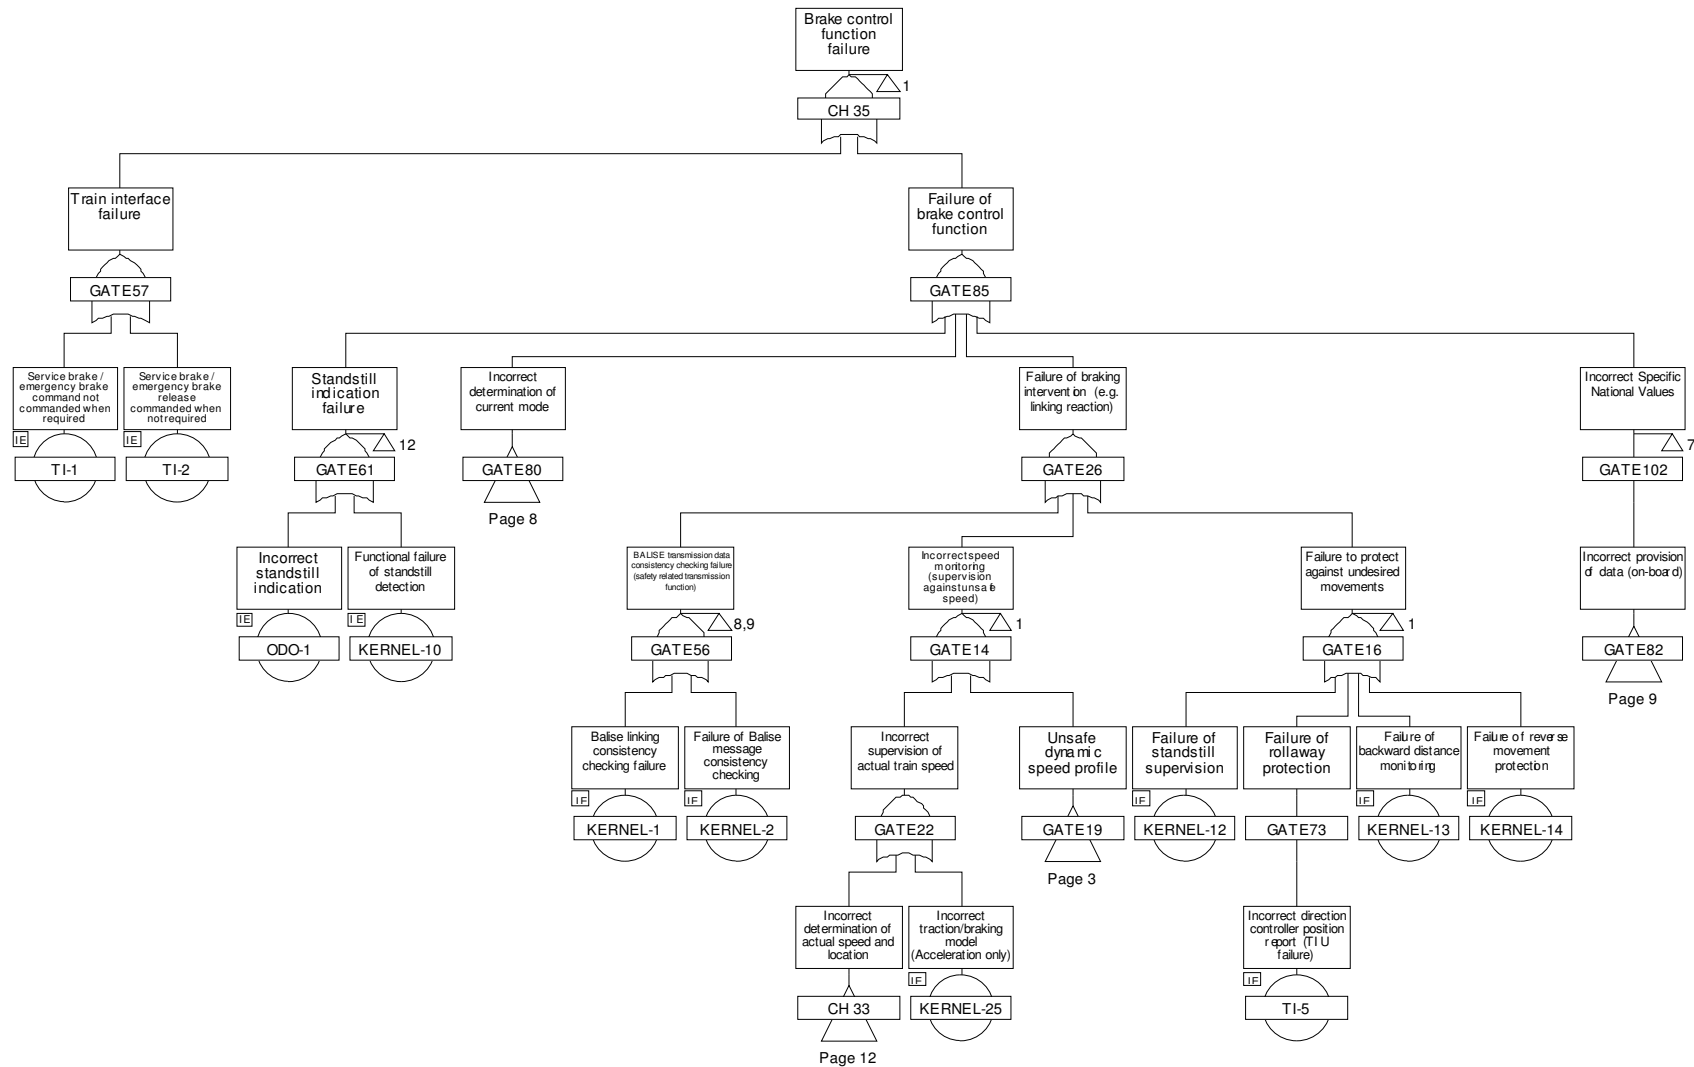 Brake control
function
failure
1
CH 35
Train interface
failure
GATE57
Failure of
brake control
function
GATE85
Service brake /
emergency brake
command not
commanded when
required
IE
TI-1
Service brake /
emergency brake
release
commanded when
not required
IE
TI-2
Standstill
indication
failure
12
GATE61
Incorrect
determination of
current mode
GATE80
Page 8
Failure of braking
intervention (e.g.
linking reaction)
GATE26
Incorrect Specific
National Values
7
GATE102
Incorrect
standstill
indication
IE
ODO-1
Functional failure
of standstill
detection
IE
KERNEL-10
BALISE transmission data
consistency checking failure
(safety related transmission
function)
8,9
GATE56
Incorrect speed
monitoring
(supervision
against unsafe
speed)
1
GATE14
Failure to protect
against undesired
movements
1
GATE16
Incorrect provision
of data (on-board)
GATE82
Page 9
Balise linking
consistency
checking failure
IE
KERNEL-1
Failure of Balise
message
consistency
checking
IE
KERNEL-2
Incorrect
supervision of
actual train speed
GATE22
Unsafe
dynamic
speed profile
GATE19
Page 3
Failure of
standstill
supervision
IE
KERNEL-12
Failure of
rollaway
protection
GATE73
Failure of
backward distance
monitoring
IE
KERNEL-13
Failure of reverse
movement
protection
IE
KERNEL-14
Incorrect
determination of
actual speed and
location
CH 33
Page 12
Incorrect
traction/braking
model
(Acceleration only)
IE
KERNEL-25
Incorrect direction
controller position
report (TIU
failure)
IE
TI-5